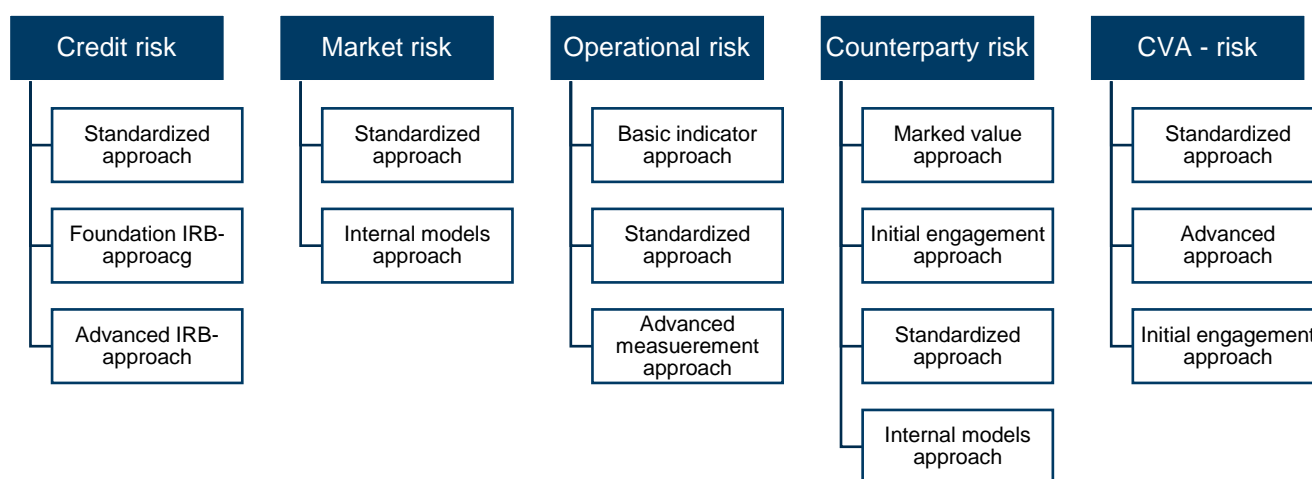 Credit risk
Standardized
approach
Foundation IRB-
approacg
Advanced IRB-
approach
Market risk
Standardized
approach
Internal models
approach
Operational risk
Basic indicator
approach
Standardized
approach
Advanced
measuerement
approach
Counterparty risk
Marked value
approach
Initial engagement
approach
Standardized
approach
Internal models
approach
CVA - risk
Standardized
approach
Advanced
approach
Initial engagement
approach